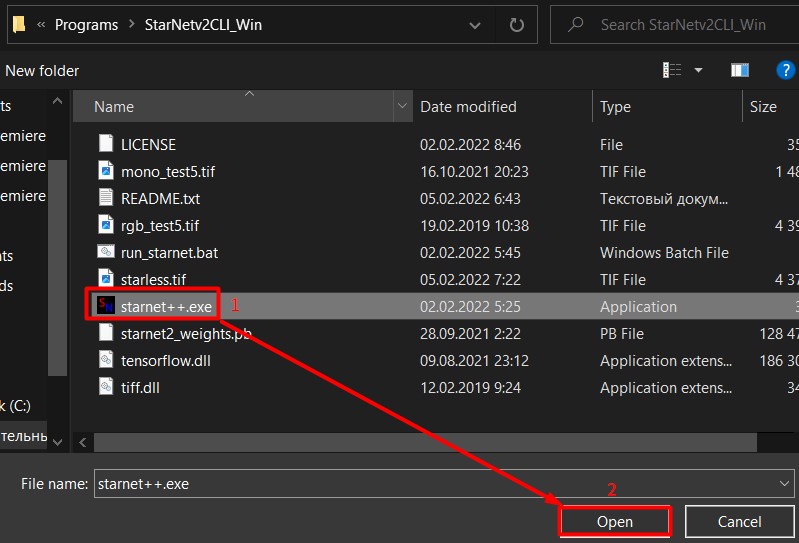 « Programs > StarNetv2CLI_Win
Search StarNetv2CLI_Win
New folder
?
Name Date modified Type Size
LICENSE 02.02.2022 8:46 File 35
mono_test5.tif 16.10.2021 20:23 TIF File 1 48
README.txt 05.02.2022 6:43 Текстовый докум...
rgb_test5.tif 19.02.2019 10:38 TIF File 4 39
run_starnet.bat 02.02.2022 5:45 Windows Batch File
starless.tif 05.02.2022 7:22 TIF File 4 37
SN starnet++.exe 1 02.02.2022 5:25 Application 3
starnet2_weights.pb 28.09.2021 2:22 PB File 128 47
tensorflow.dll 09.08.2021 23:12 Application extens... 186 30
tiff.dll 12.02.2019 9:24 Application extens... 34
ts
emiere
emiere
emiere
nts
ds
k (C:)
тельнь
File name: starnet++.exe
2
Open Cancel